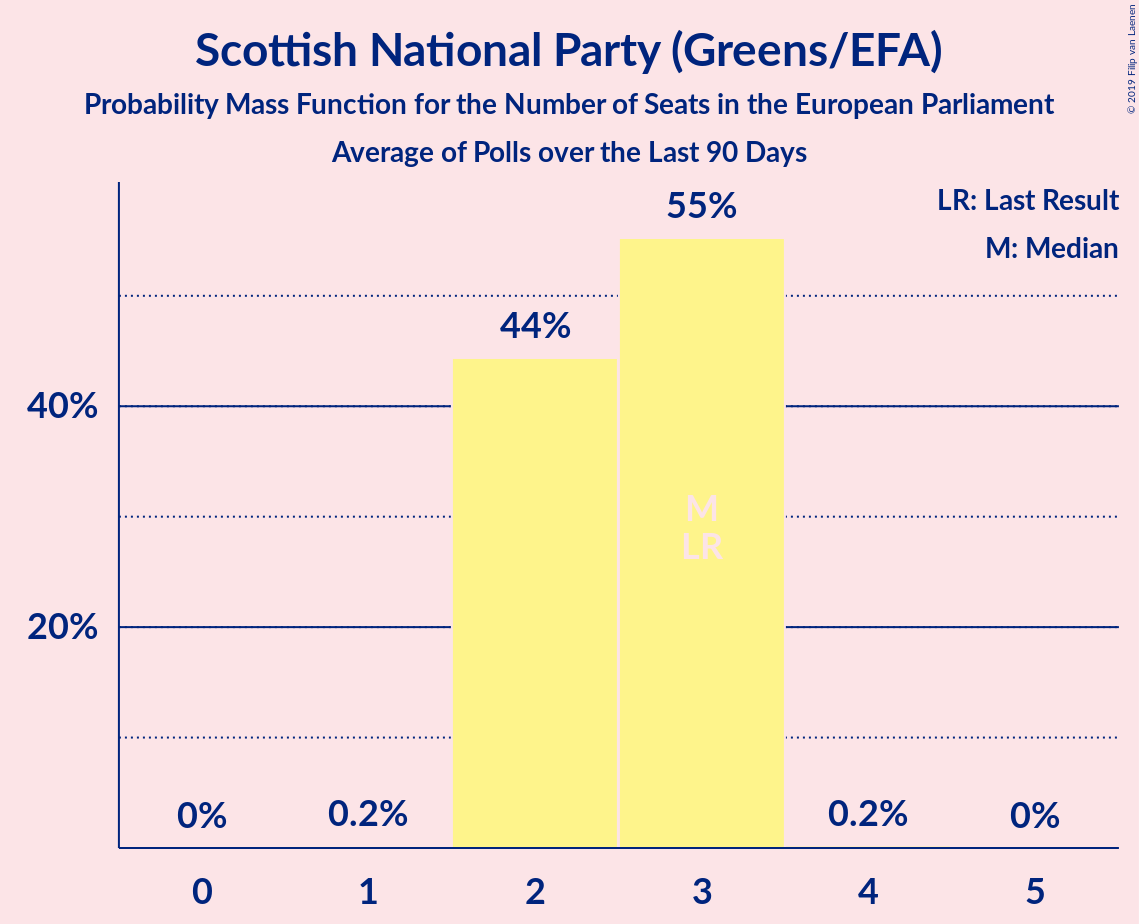 Scottish National Party (Greens/EFA)
Probability Mass Function for the Number of Seats in the European Parliament
Average of Polls over the Last 90 Days
© 2019 Filip van Laenen
LR: Last Result
M: Median
55%
44%
40%
M
LR
20%
0%
0.2%
0.2%
0%
0
1
2
3
4
5